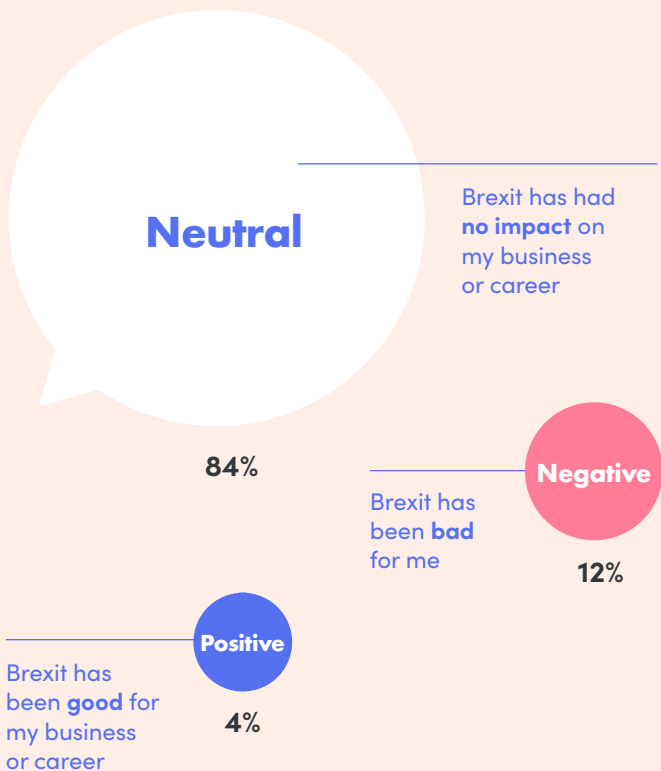 Neutral
Brexit has had
no impact on
my business
or career
84%
Negative
Brexit has
been bad
for me
12%
Positive
Brexit has
been good for
my business
or career
4%